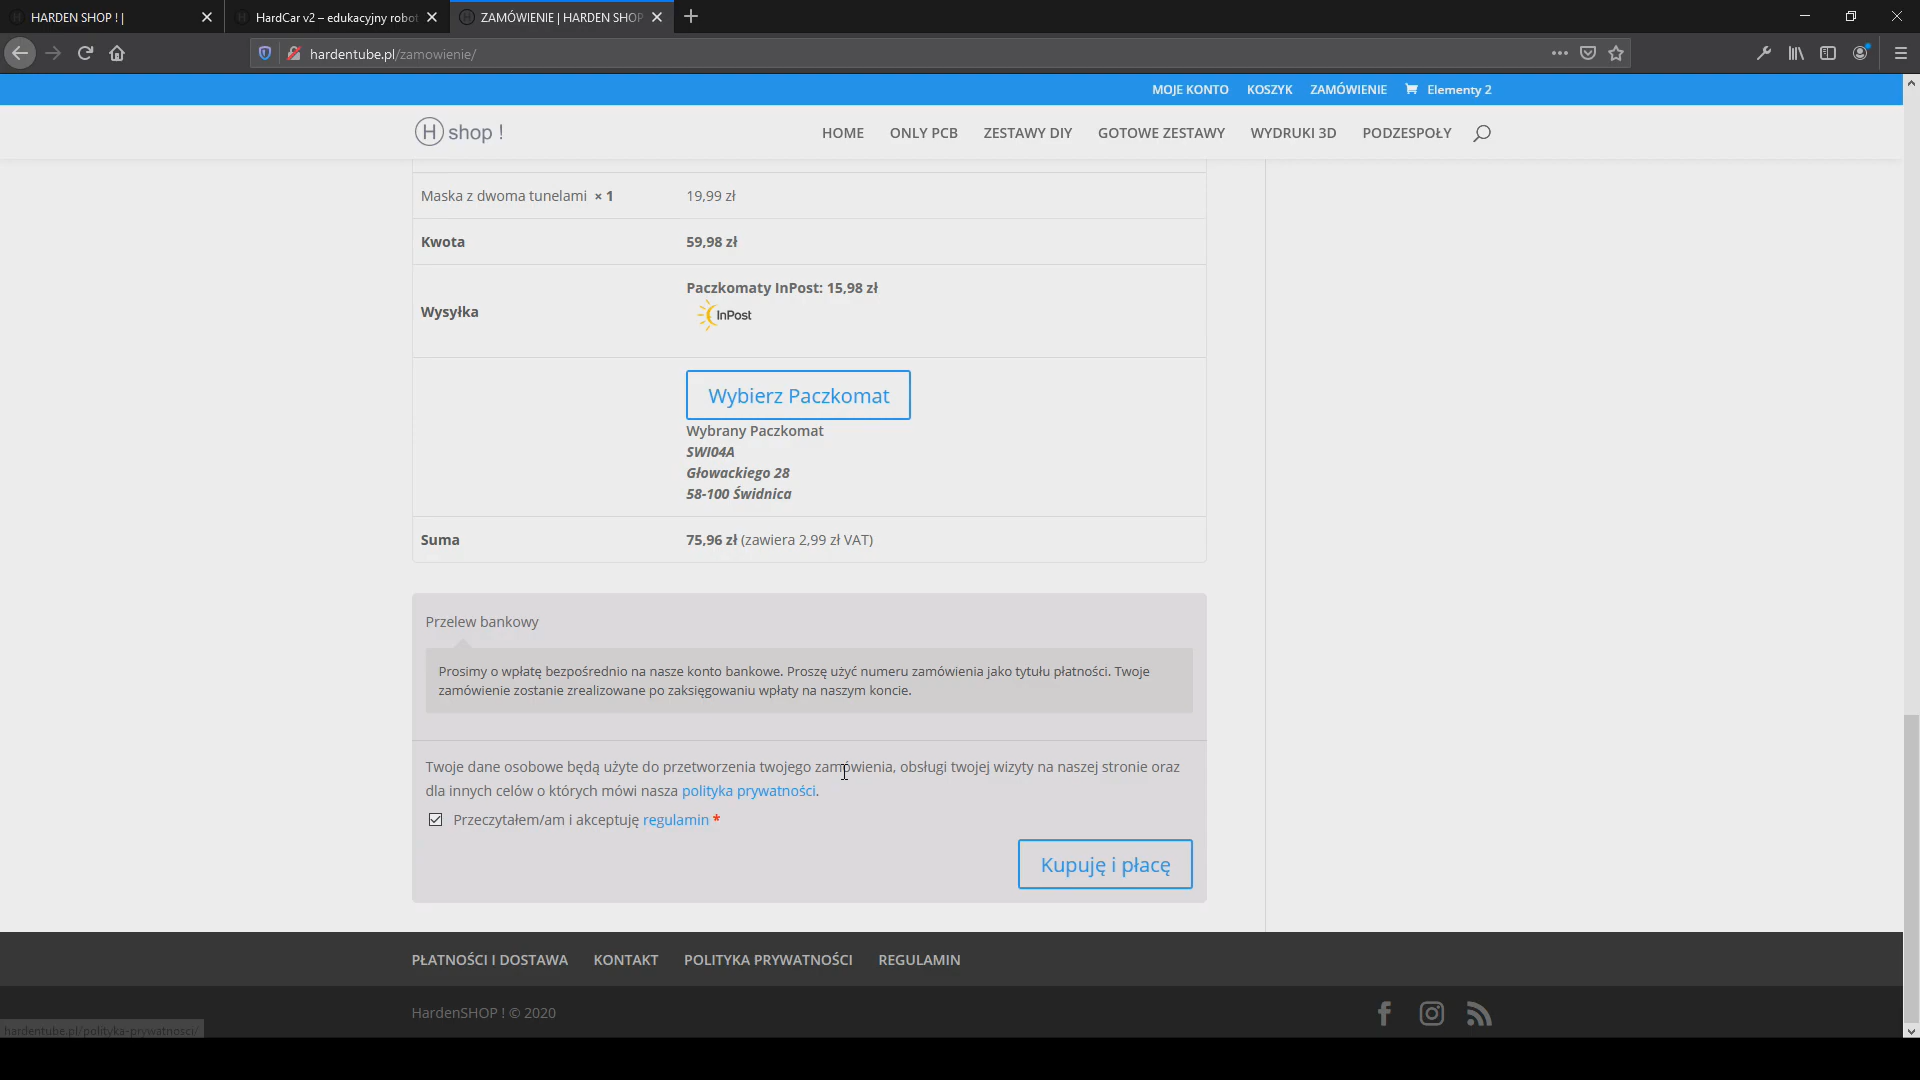 HARDEN SHOP ! |
HardCar v2 – edukacyjny robot
ZAMÓWIENIE | HARDEN SHOP
hardentube.pl/zamowienie/
MOJE KONTO KOSZYK ZAMÓWIENIE Elementy 2
H shop !
HOME ONLY PCB ZESTAWY DIY GOTOWE ZESTAWY WYDRUKI 3D PODZESPOŁY
Maska z dwoma tunelami × 1 19,99 zł
Kwota 59,98 zł
Paczkomaty InPost: 15,98 zł
Wysyłka
InPost
Wybierz Paczkomat
Wybrany Paczkomat
SWI04A
Głowackiego 28
58-100 Świdnica
Suma 75,96 zł (zawiera 2,99 zł VAT)
Przelew bankowy
Prosimy o wpłatę bezpośrednio na nasze konto bankowe. Proszę użyć numeru zamówienia jako tytułu płatności. Twoje
zamówienie zostanie zrealizowane po zaksięgowaniu wpłaty na naszym koncie.
Twoje dane osobowe będą użyte do przetworzenia twojego zamówienia, obsługi twojej wizyty na naszej stronie oraz
dla innych celów o których mówi nasza polityka prywatności.
Przeczytałem/am i akceptuję regulamin *
Kupuję i płacę
PŁATNOŚCI I DOSTAWA KONTAKT POLITYKA PRYWATNOŚCI REGULAMIN
HardenSHOP ! © 2020
hardentube.pl/polityka-prywatnosci/